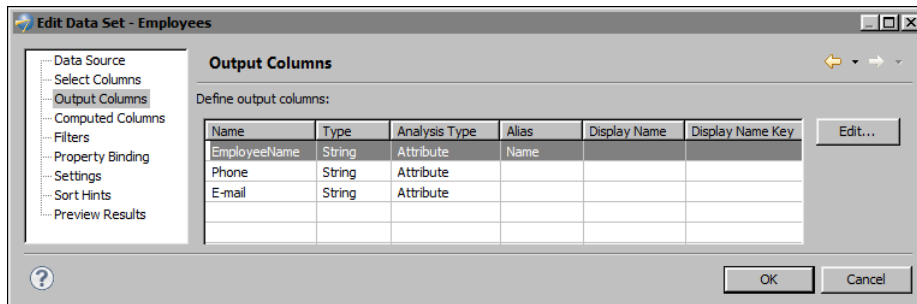 Edit Data Set - Employees
Data Source
Select Columns
Output Columns
Computed Columns
Filters
Property Binding
Settings
Sort Hints
Preview Results
Output Columns
Define output columns:
Name Type Analysis Type Alias Display Name Display Name Key
EmployeeName String Attribute Name
Phone String Attribute
E-mail String Attribute
Edit...
?
OK Cancel